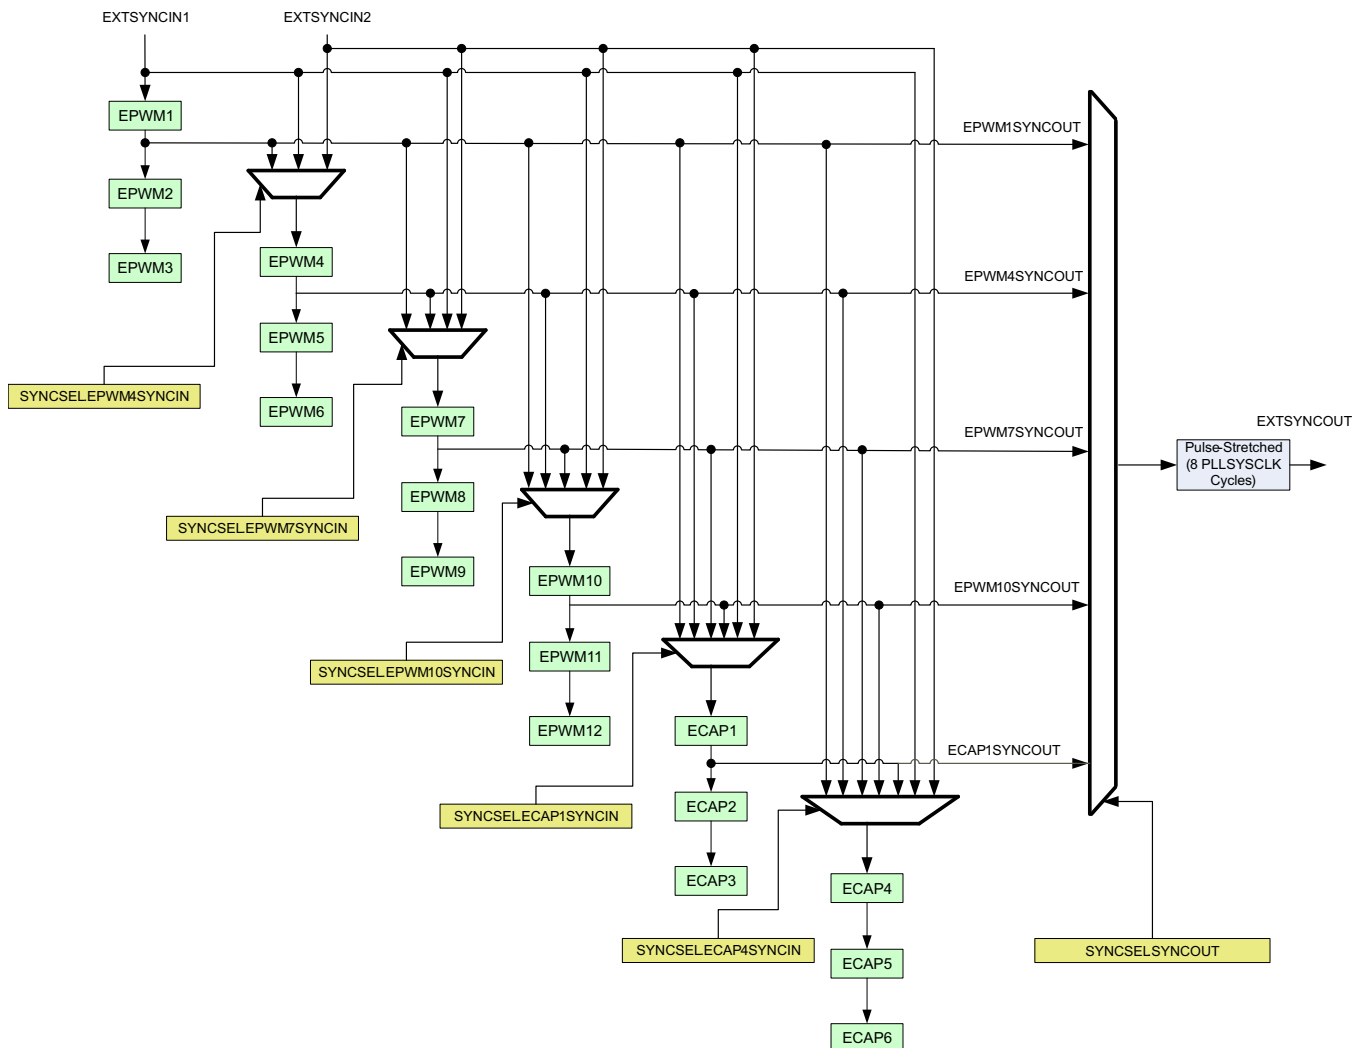 EXTSYNCIN1
EXTSYNCIN2
EPWM1
EPWM1SYNCOUT
EPWM2
EPWM3
EPWM4
EPWM4SYNCOUT
EPWM5
SYNCSELEPWM4SYNCIN
EPWM6
EPWM7
EPWM7SYNCOUT
EXTSYNCOUT
Pulse-Stretched
(8 PLLSYSCLK
Cycles)
EPWM8
SYNCSELEPWM7SYNCIN
EPWM9
EPWM10
EPWM10SYNCOUT
EPWM11
SYNCSELEPWM10SYNCIN
EPWM12
ECAP1
ECAP1SYNCOUT
ECAP2
SYNCSELECAP1SYNCIN
ECAP3
ECAP4
SYNCSELECAP4SYNCIN
SYNCSELSYNCOUT
ECAP5
ECAP6